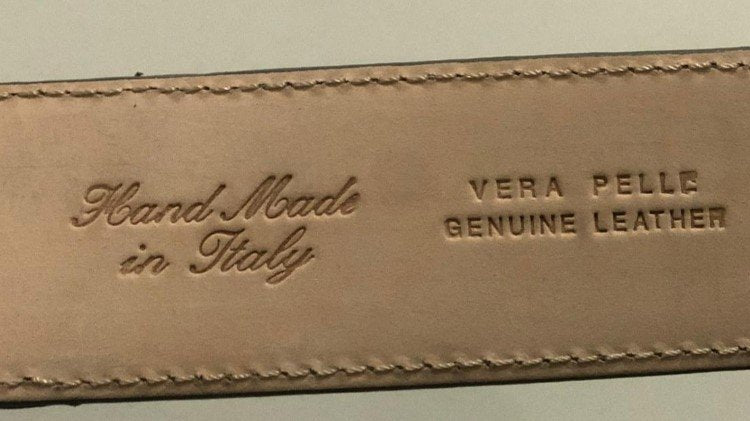 Hand Made
in Italy
VERA PELLE
GENUINE LEATHER